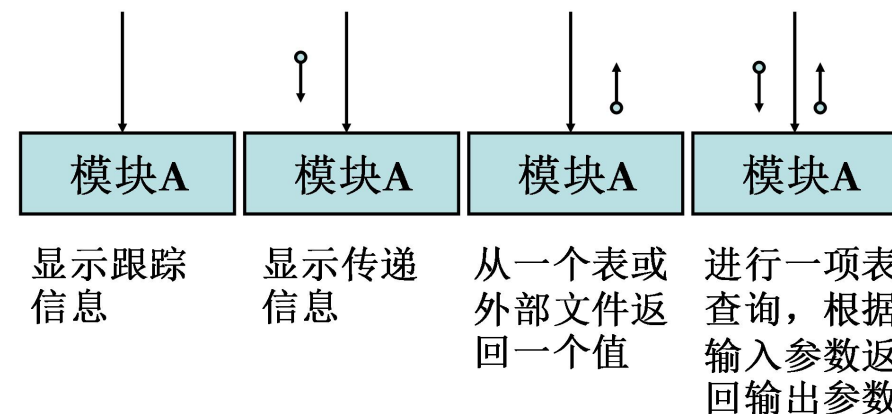 模块A
模块A
模块A
模块A
显示跟踪
信息
显示传递
信息
从一个表或
外部文件返
回一个值
进行一项表
查询，根据
输入参数返
回输出参数